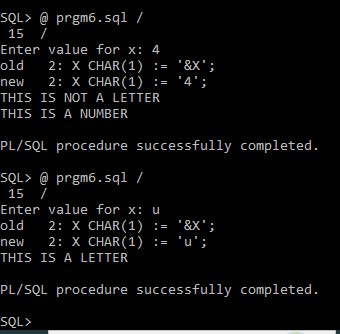 SQL> @ prgm6.sql /
 15  /
Enter value for x: 4
old   2: X CHAR(1) := '&X';
new   2: X CHAR(1) := '4';
THIS IS NOT A LETTER
THIS IS A NUMBER

PL/SQL procedure successfully completed.

SQL> @ prgm6.sql /
 15  /
Enter value for x: u
old   2: X CHAR(1) := '&X';
new   2: X CHAR(1) := 'u';
THIS IS A LETTER

PL/SQL procedure successfully completed.

SQL>